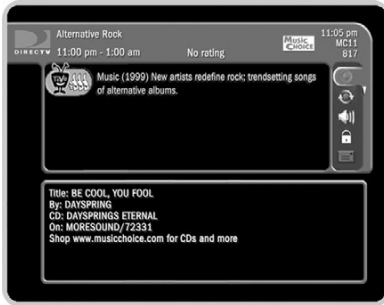 Alternative Rock
11:05 pm
MUSIC CHOICE
MC11
DIRECTV
11:00 pm - 1:00 am
No rating
817
TiVo
Music (1999) New artists redefine rock; trendsetting songs
of alternative albums.
Title: BE COOL, YOU FOOL
By: DAYSPRING
CD: DAYSPRINGS ETERNAL
On: MORESOUND/72331
Shop www.musicchoice.com for CDs and more